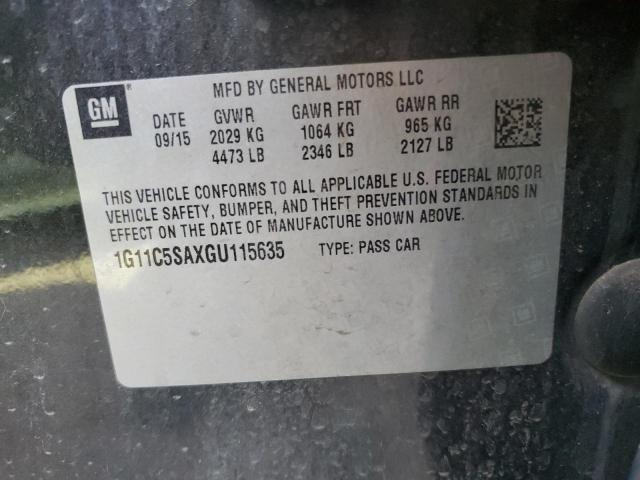 MFD BY GENERAL MOTORS LLC
GM
DATE GVWR GAWR FRT GAWR RR
09/15 2029 KG 1064 KG 965 KG
4473 LB 2346 LB 2127 LB
THIS VEHICLE CONFORMS TO ALL APPLICABLE U.S. FEDERAL MOTOR
VEHICLE SAFETY, BUMPER, AND THEFT PREVENTION STANDARDS IN
EFFECT ON THE DATE OF MANUFACTURE SHOWN ABOVE.
1G11C5SAXGU115635 TYPE: PASS CAR